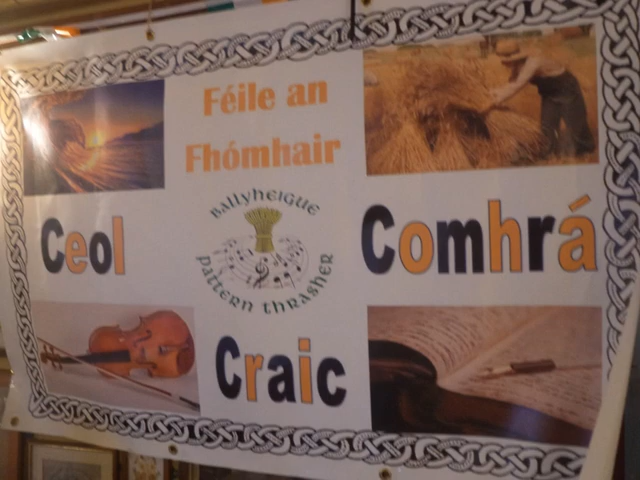 Féile an
Fhómhair
Ceol
Ballyheigue
Pattern Thrasher
Comhrá
Craic